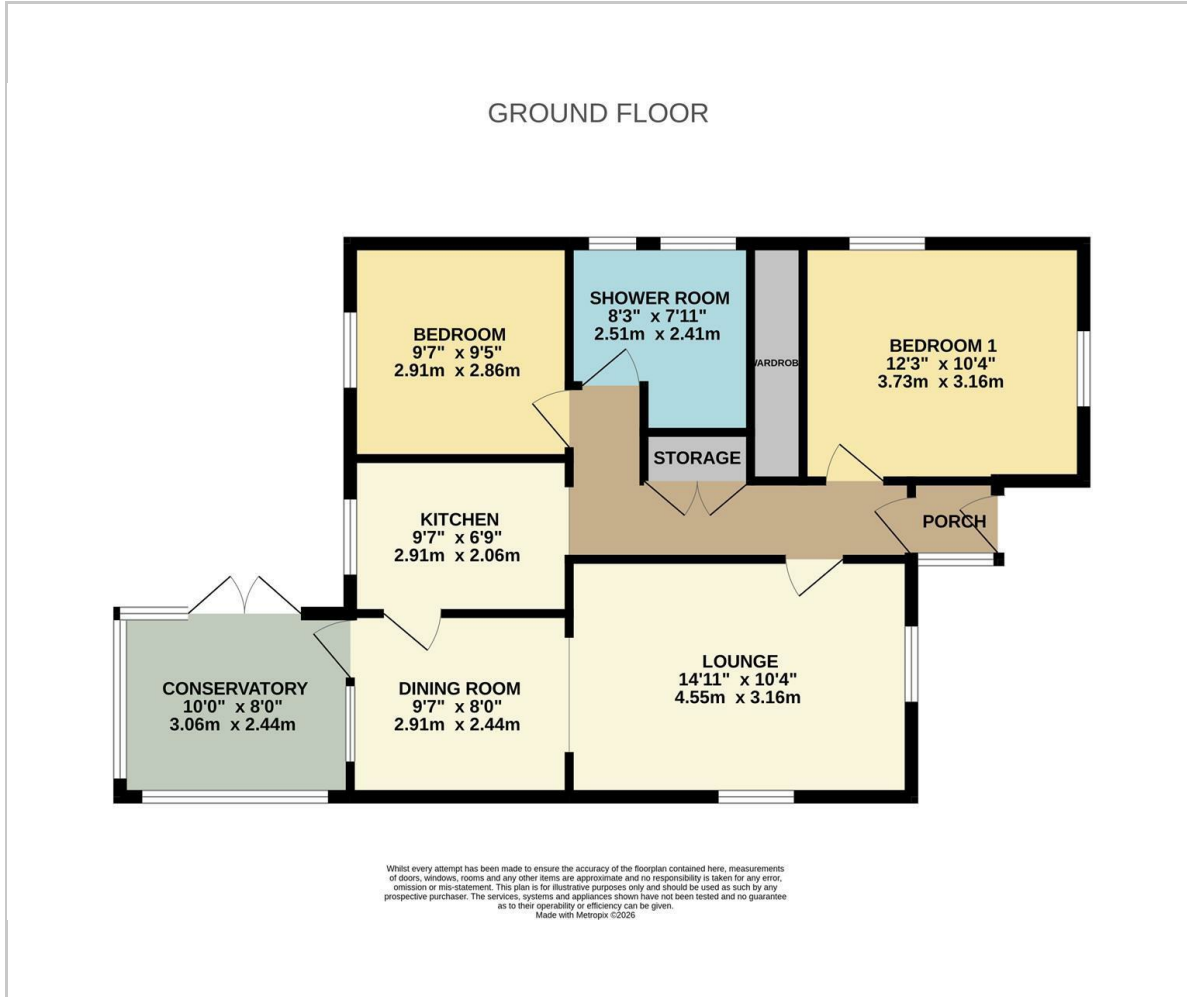 GROUND FLOOR
BEDROOM
9'7" x 9'5"
2.91m x 2.86m
SHOWER ROOM
8'3" x 7'11"
2.51m x 2.41m
WARDROB
BEDROOM 1
12'3" x 10'4"
3.73m x 3.16m
STORAGE
KITCHEN
9'7" x 6'9"
2.91m x 2.06m
PORCH
CONSERVATORY
10'0" x 8'0"
3.06m x 2.44m
DINING ROOM
9'7" x 8'0"
2.91m x 2.44m
LOUNGE
14'11" x 10'4"
4.55m x 3.16m
Whilst every attempt has been made to ensure the accuracy of the floorplan contained here, measurements
of doors, windows, rooms and any other items are approximate and no responsibility is taken for any error,
omission or mis-statement. This plan is for illustrative purposes only and should be used as such by any
prospective purchaser. The services, systems and appliances shown have not been tested and no guarantee
as to their operability or efficiency can be given.
Made with Metropix ©2026